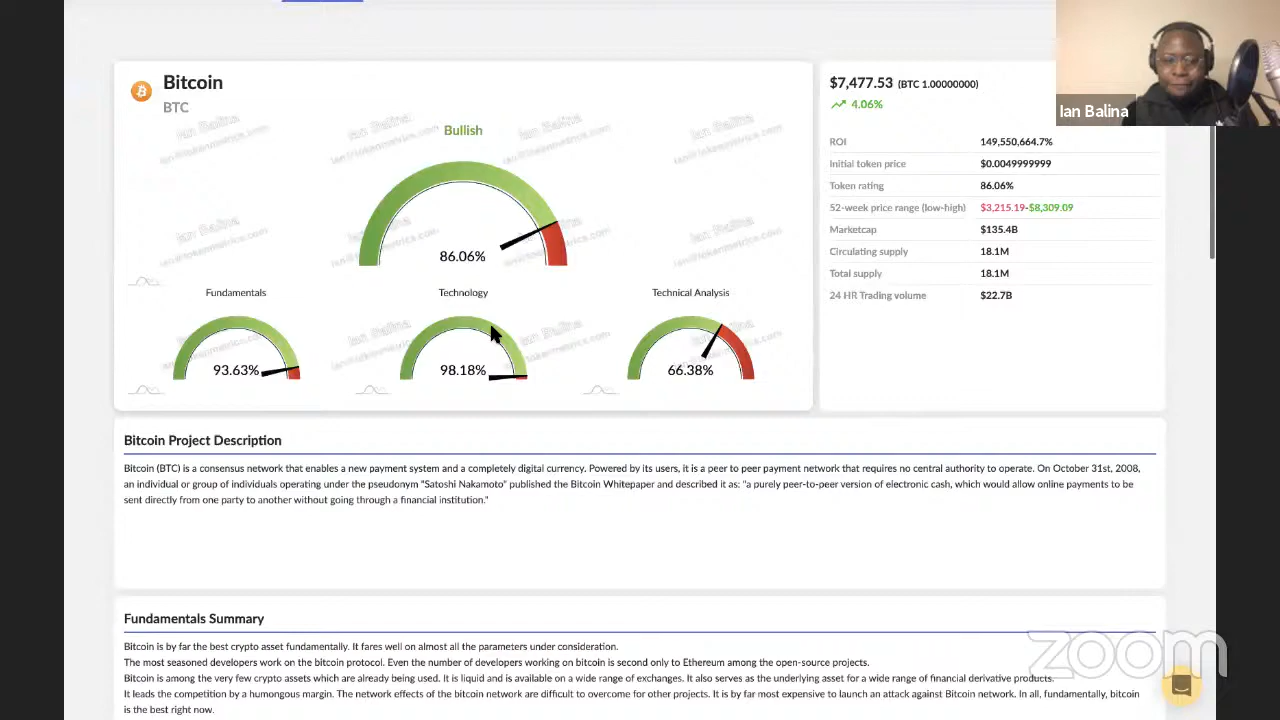 Bitcoin
BTC
Bullish
86.06%
Fundamentals
Technology
Technical Analysis
93.63%
98.18%
66.38%
$7,477.53 (BTC 1.00000000)
4.06%
ROI 149,550,664.7%
Initial token price $0.0049999999
Token rating 86.06%
52-week price range (low-high) $3,215.19-$8,309.09
Marketcap $135.4B
Circulating supply 18.1M
Total supply 18.1M
24 HR Trading volume $22.7B
Ian Balina
Bitcoin Project Description
Bitcoin (BTC) is a consensus network that enables a new payment system and a completely digital currency. Powered by its users, it is a peer to peer payment network that requires no central authority to operate. On October 31st, 2008,
an individual or group of individuals operating under the pseudonym "Satoshi Nakamoto" published the Bitcoin Whitepaper and described it as: "a purely peer-to-peer version of electronic cash, which would allow online payments to be
sent directly from one party to another without going through a financial institution."
Fundamentals Summary
Bitcoin is by far the best crypto asset fundamentally. It fares well on almost all the parameters under consideration.
The most seasoned developers work on the bitcoin protocol. Even the number of developers working on bitcoin is second only to Ethereum among the open-source projects.
Bitcoin is among the very few crypto assets which are already being used. It is liquid and is available on a wide range of exchanges. It also serves as the underlying asset for a wide range of financial derivative products.
It leads the competition by a humongous margin. The network effects of the bitcoin network are difficult to overcome for other projects. It is by far most expensive to launch an attack against Bitcoin network. In all, fundamentally, bitcoin
is the best right now.
zoom
Ian Balina
ian@tokenmetrics.com